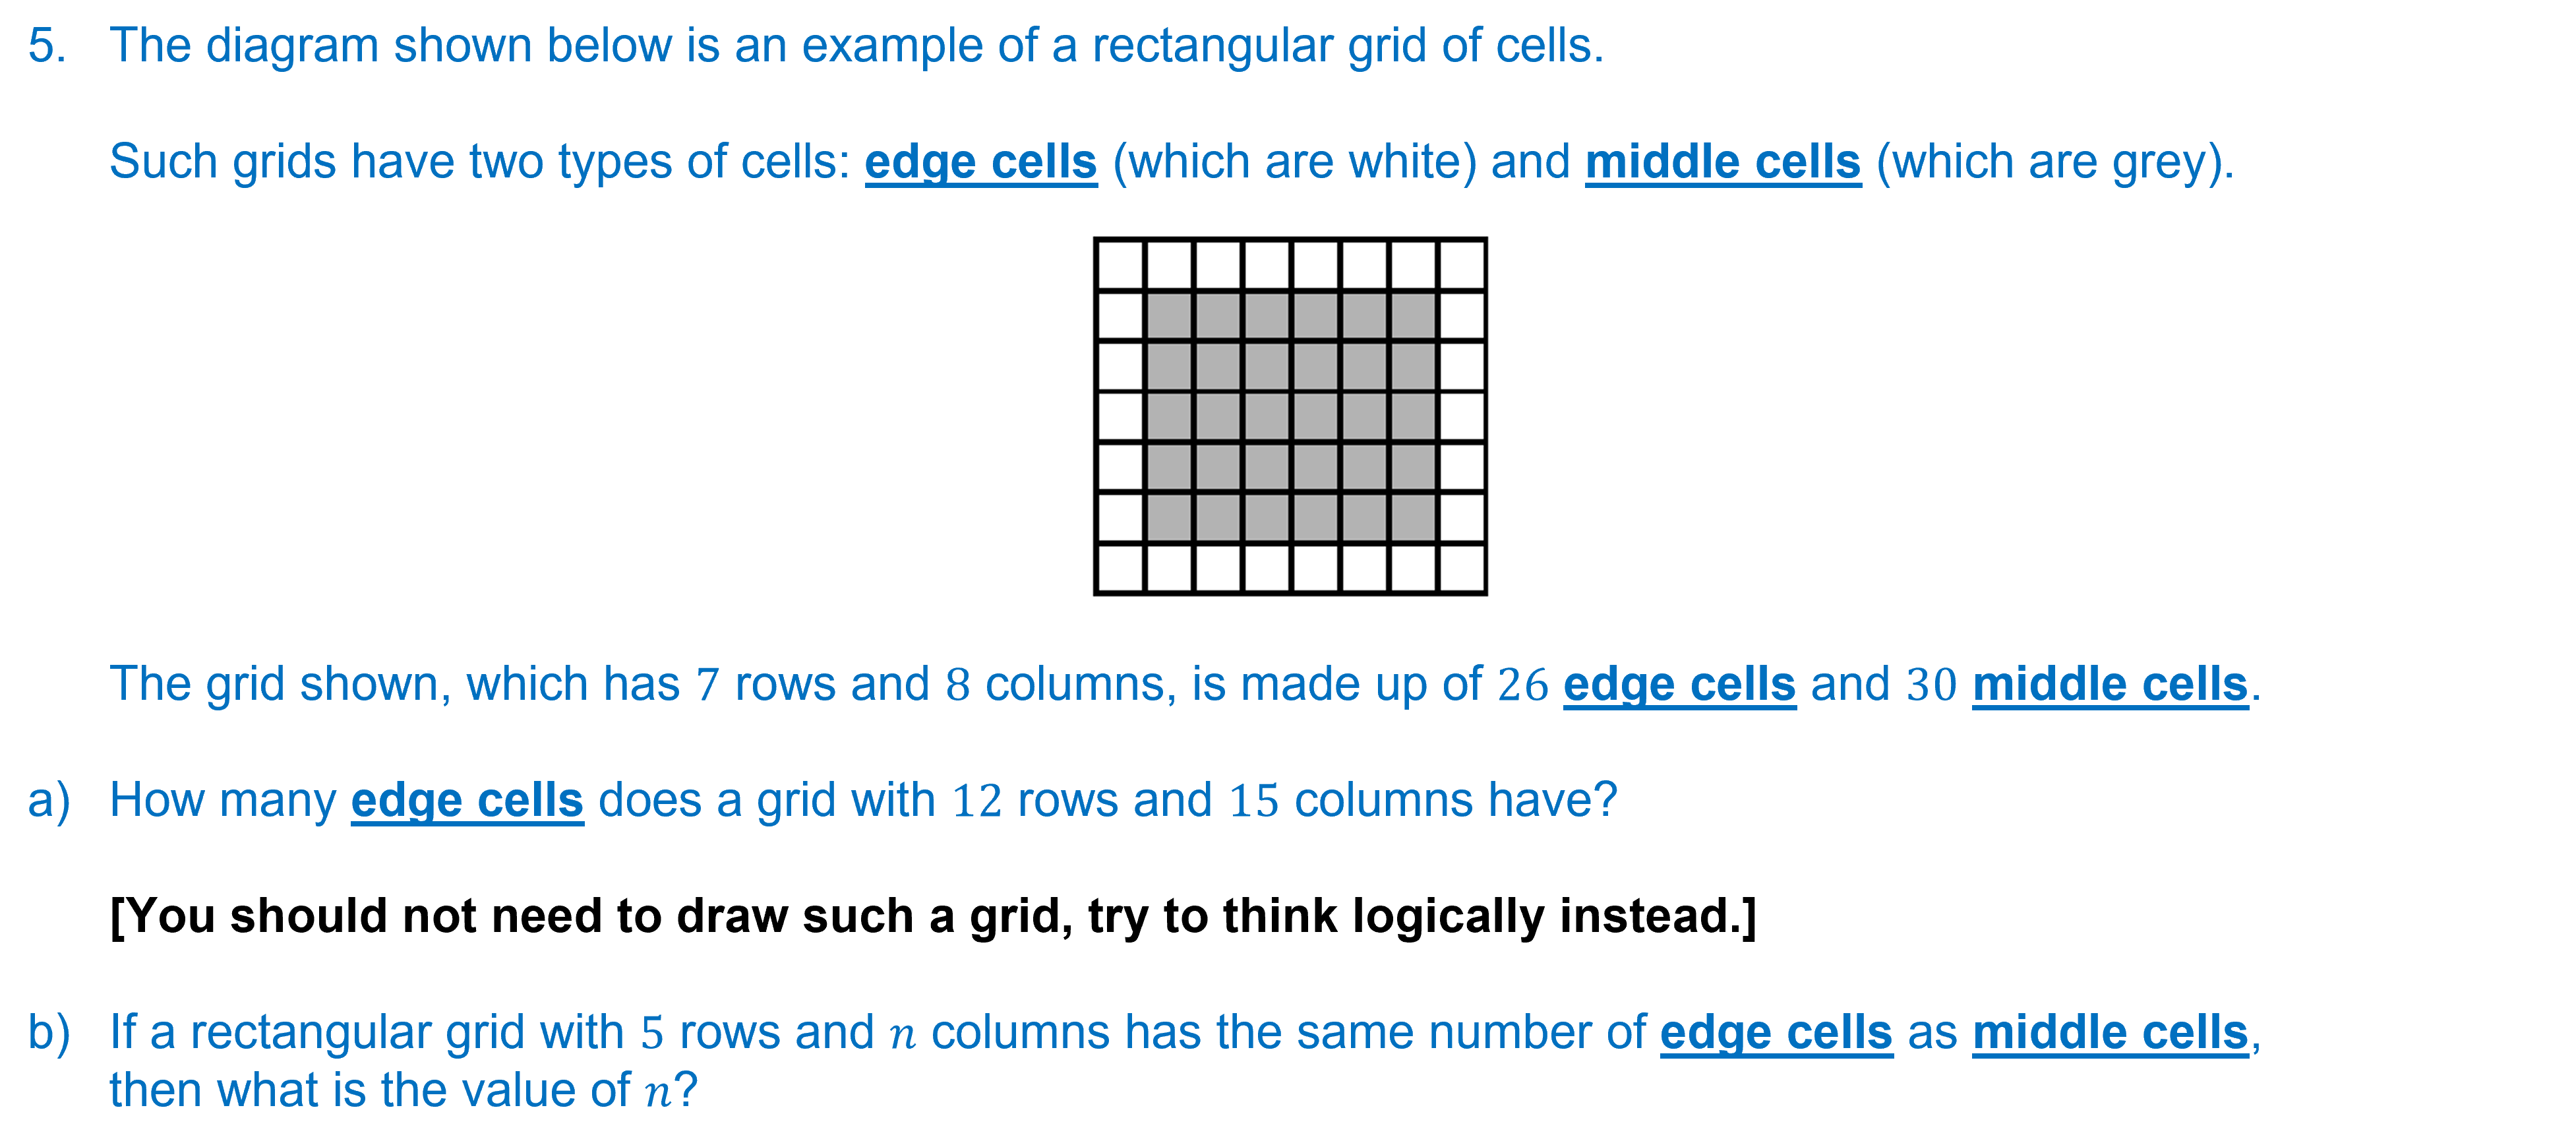 5. The diagram shown below is an example of a rectangular grid of cells.
Such grids have two types of cells: edge cells (which are white) and middle cells (which are grey).
The grid shown, which has 7 rows and 8 columns, is made up of 26 edge cells and 30 middle cells.
a) How many edge cells does a grid with 12 rows and 15 columns have?
[You should not need to draw such a grid, try to think logically instead.]
b) If a rectangular grid with 5 rows and n columns has the same number of edge cells as middle cells,
then what is the value of n?